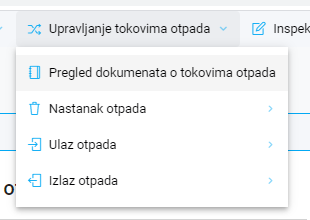 Upravljanje tokovima otpada
Pregled dokumenata o tokovima otpada
Nastanak otpada
Ulaz otpada
Izlaz otpada